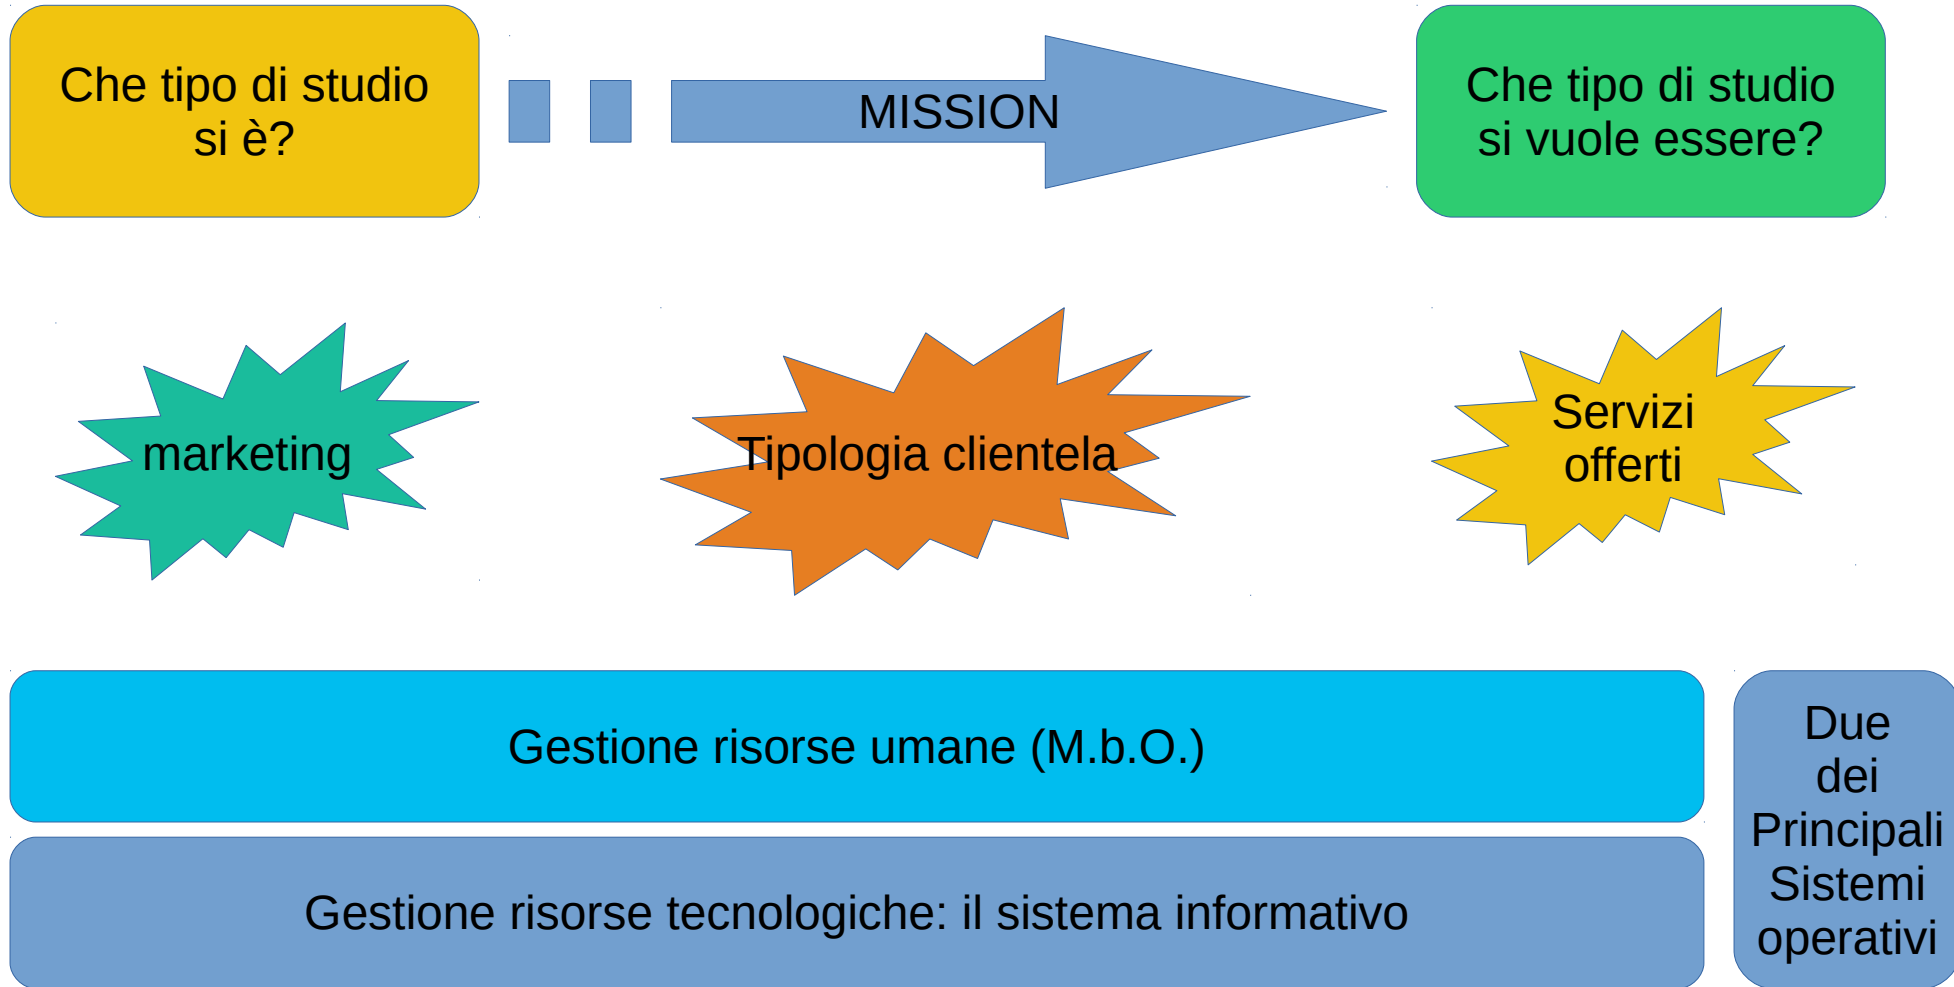 Che tipo di studio
si è?
MISSION
Che tipo di studio
si vuole essere?
marketing
Tipologia clientela
Servizi
offerti
Gestione risorse umane (M.b.O.)
Gestione risorse tecnologiche: il sistema informativo
Due
dei
Principali
Sistemi
operativi